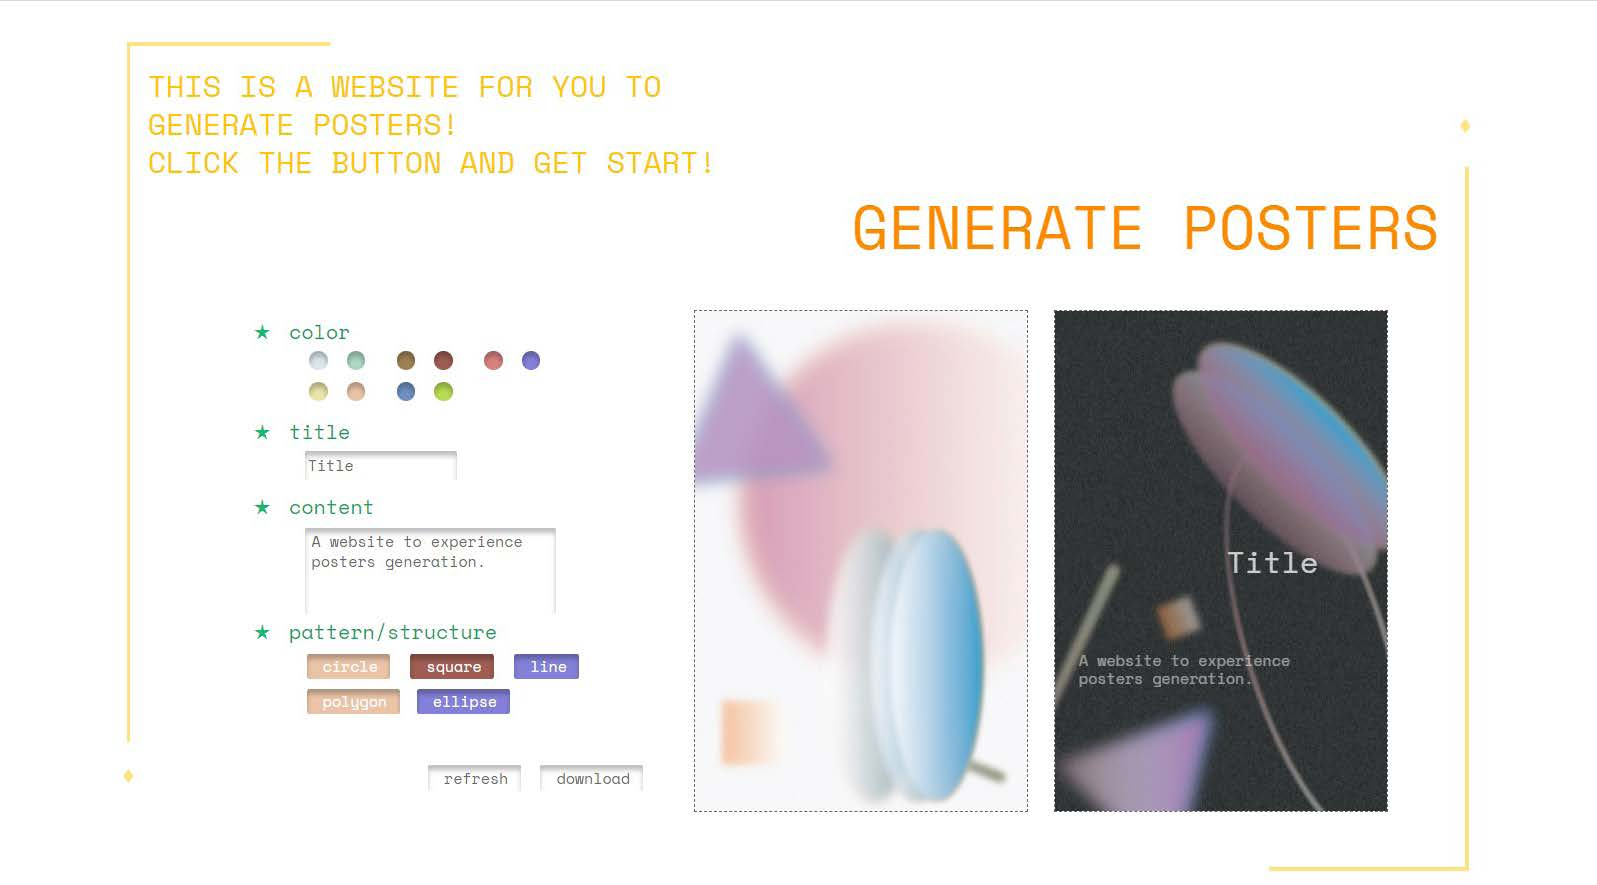 THIS IS A WEBSITE FOR YOU TO
GENERATE POSTERS!
CLICK THE BUTTON AND GET START!
GENERATE POSTERS
color
title
Title
content
A website to experience
posters generation.
pattern/structure
circle
square
line
polygon
ellipse
refresh
download
Title
A website to experience
posters generation.